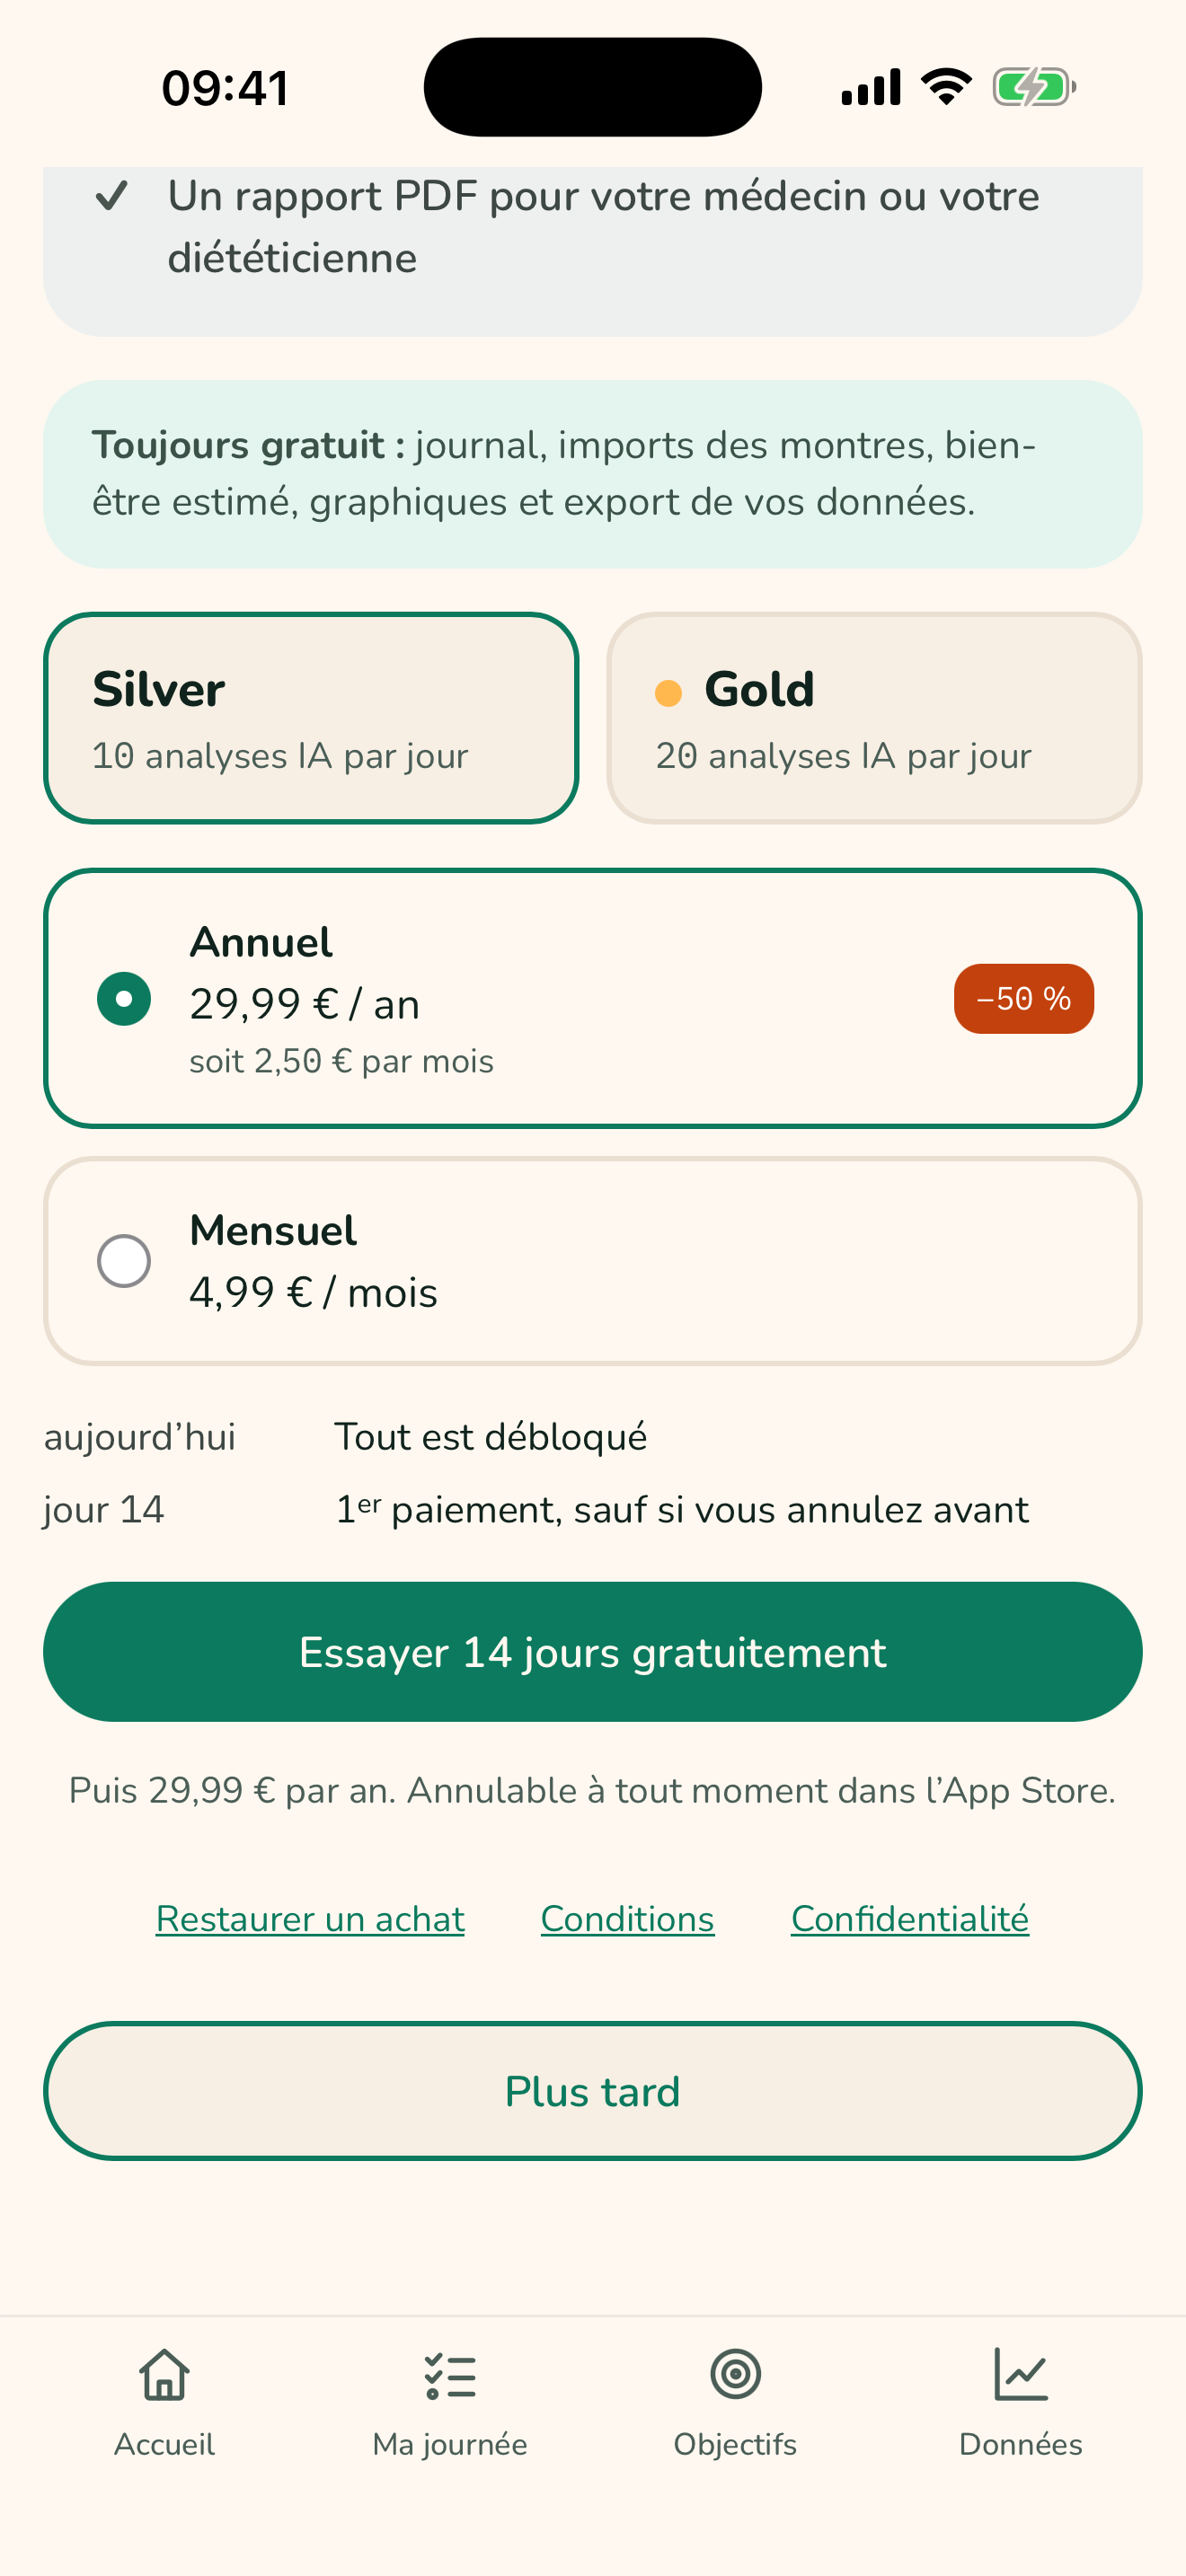 09:41
Un rapport PDF pour votre médecin ou votre
diététicienne
Toujours gratuit : journal, imports des montres, bien-
être estimé, graphiques et export de vos données.
Silver
10 analyses IA par jour
Gold
20 analyses IA par jour
Annuel
29,99 € / an
soit 2,50 € par mois
−50 %
Mensuel
4,99 € / mois
aujourd’hui Tout est débloqué
jour 14 1er paiement, sauf si vous annulez avant
Essayer 14 jours gratuitement
Puis 29,99 € par an. Annulable à tout moment dans l’App Store.
Restaurer un achat Conditions Confidentialité
Plus tard
Accueil Ma journée Objectifs Données